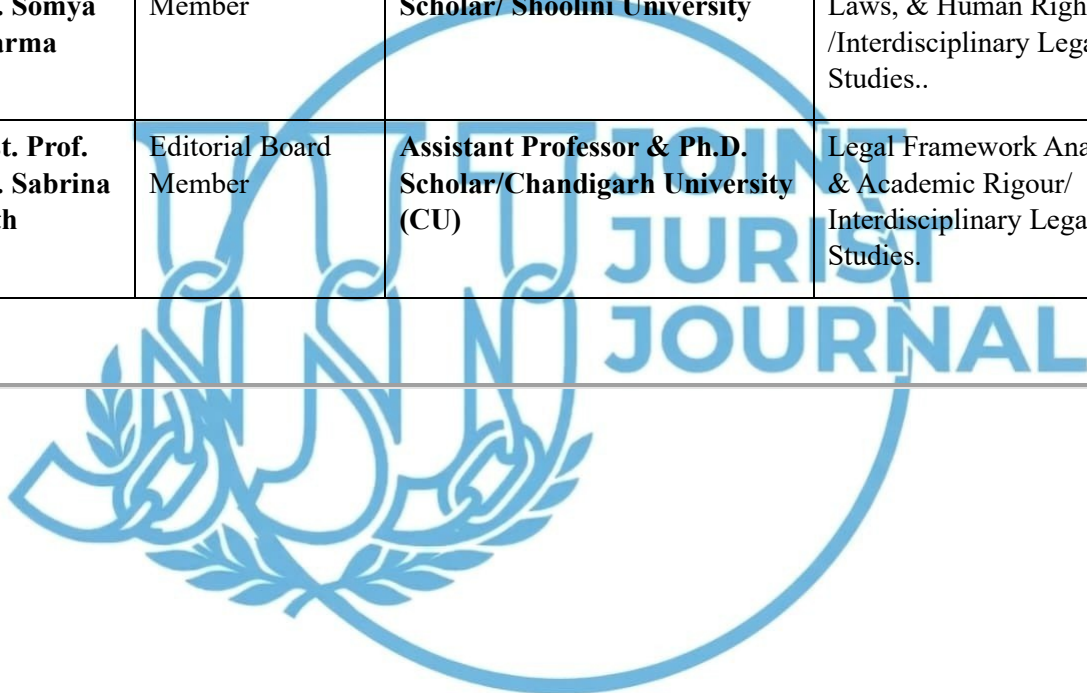 . Somya
arma
Member
Scholar/ Shoolini University
Laws, & Human Righ
/Interdisciplinary Lega
Studies..
t. Prof.
. Sabrina
th
Editorial Board
Member
Assistant Professor & Ph.D.
Scholar/Chandigarh University
(CU)
Legal Framework Ana
& Academic Rigour/
Interdisciplinary Lega
Studies.
JOINT
JURIST
JOURNAL